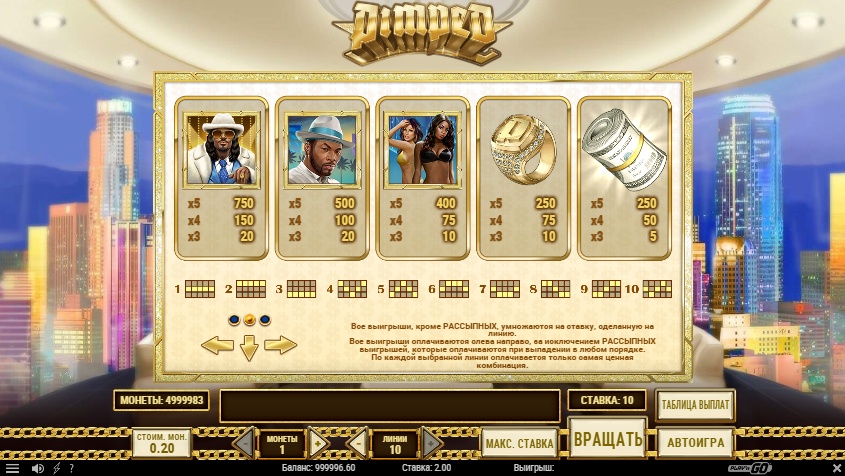 PIMPED
x5 750
x4 150
x3 20
x5 500
x4 100
x3 20
x5 400
x4 75
x3 10
x5 250
x4 75
x3 10
x5 250
x4 50
x3 5
1 2 3 4 5 6 7 8 9 10
Все выигрыши, кроме РАССЫПНЫХ, умножаются на ставку, сделанную на
линию.
Все выигрыши оплачиваются слева направо, за исключением РАССЫПНЫХ
выигрышей, которые оплачиваются при выпадении в любом порядке.
По каждой выбранной линии оплачивается только самая ценная
комбинация.
МОНЕТЫ: 4999983
СТАВКА: 10
ТАБЛИЦА ВЫПЛАТ
СТОИМ. МОН.
0.20
МОНЕТЫ
1
ЛИНИИ
10
МАКС. СТАВКА
ВРАЩАТЬ
АВТОИГРА
Баланс: 999996.60 Ставка: 2.00 Выигрыш:
PLAY'N GO